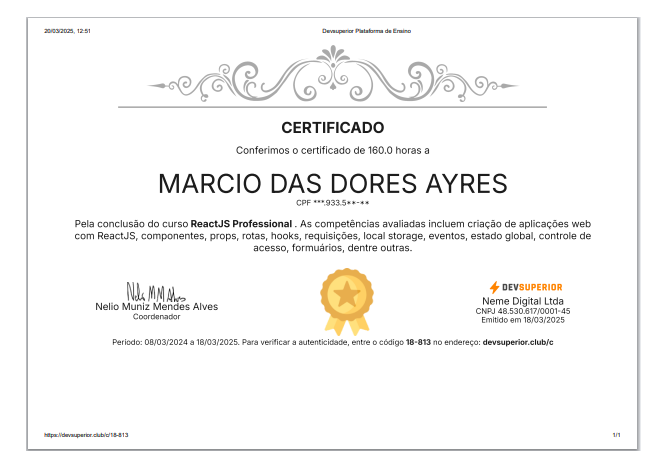 20/03/2025, 12:51
Devsuperior Plataforma de Ensino
CERTIFICADO
Conferimos o certificado de 160.0 horas a
MARCIO DAS DORES AYRES
CPF ***.933.5**-**
Pela conclusão do curso ReactJS Professional . As competências avaliadas incluem criação de aplicações web
com ReactJS, componentes, props, rotas, hooks, requisições, local storage, eventos, estado global, controle de
acesso, formuários, dentre outras.
Nelio Muniz Mendes Alves
Coordenador
DEVSUPERIOR
Neme Digital Ltda
CNPJ 48.530.617/0001-45
Emitido em 18/03/2025
Período: 08/03/2024 a 18/03/2025. Para verificar a autenticidade, entre o código 18-813 no endereço: devsuperior.club/c
https://devsuperior.club/c/18-813
1/1